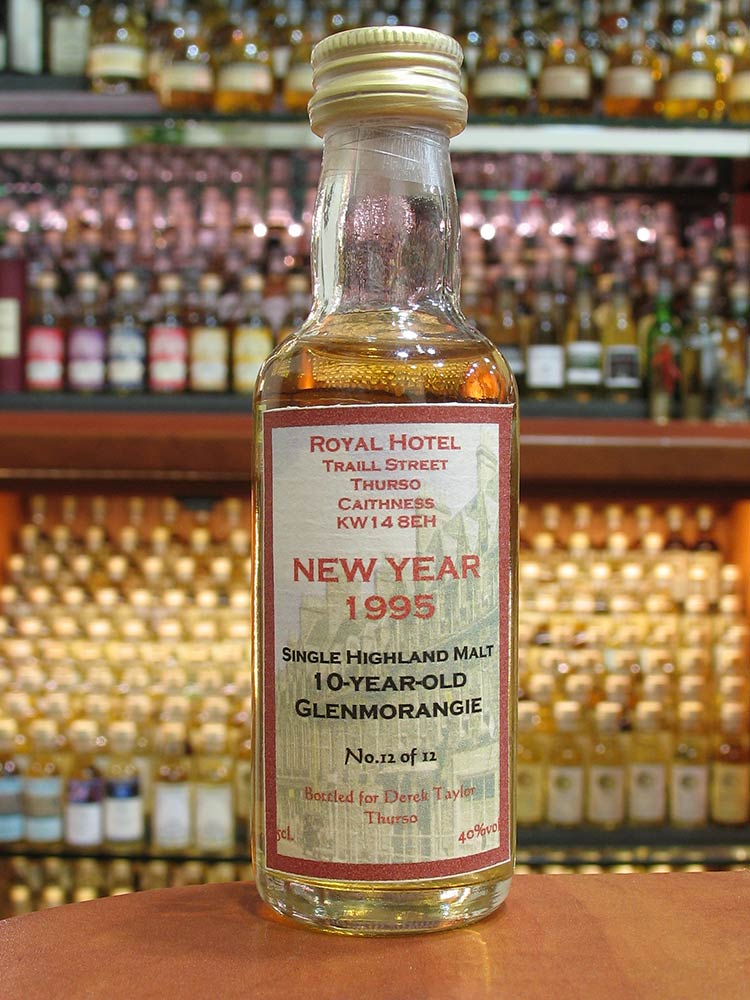 ROYAL HOTEL
TRAILL STREET
THURSO
CAITHNESS
KW14 8EH
NEW YEAR
1995
SINGLE HIGHLAND MALT
10-YEAR-OLD
GLENMORANGIE
No.12 of 12
Bottled for Derek Taylor
Thurso
5cl. 40%vol